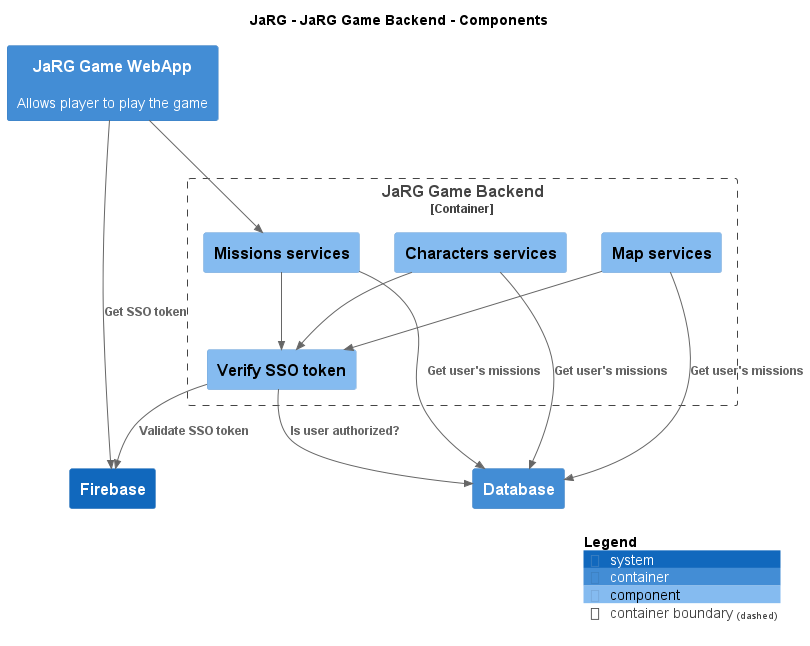 JaRG - JaRG Game Backend - Components
JaRG Game WebApp
Allows player to play the game
JaRG Game Backend
[Container]
Missions services
Characters services
Map services
Get SSO token
Verify SSO token
Get user's missions
Get user's missions
Get user's missions
Validate SSO token
Is user authorized?
Firebase
Database
Legend
system
container
component
container boundary (dashed)